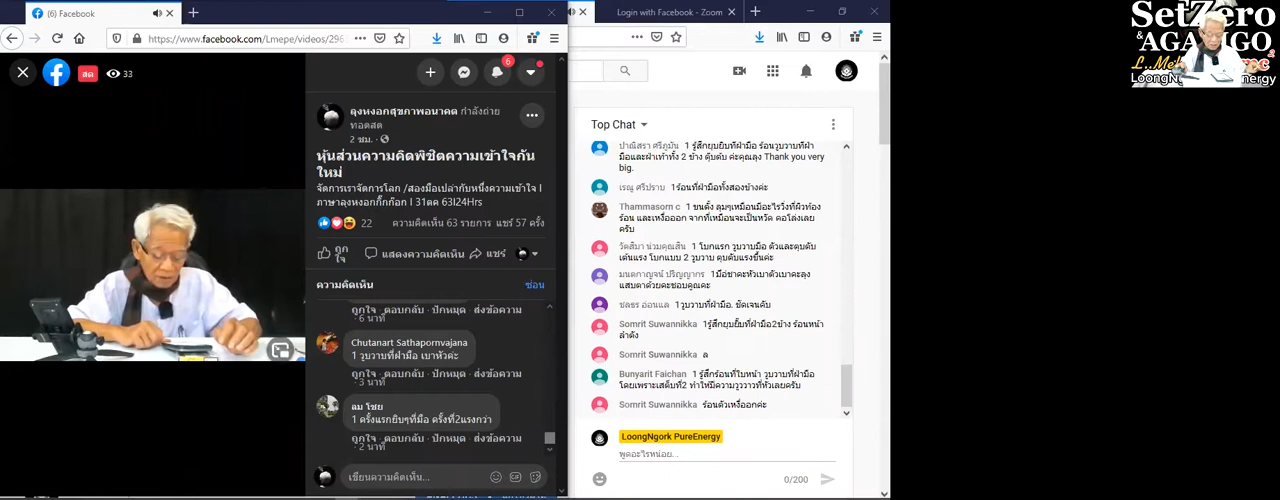 (6) Facebook
https://www.facebook.com/Lmepe/videos/296
สด
33
6
ลุงหงอกสุขภาพอนาคต กำลังถ่าย
ทอดสด
2 ชม.
หุ้นส่วนความคิดพิชิตความเข้าใจกัน
ใหม่
จัดการเราจัดการโลก /สองมือเปล่ากับหนึ่งความเข้าใจ I
ภาษาลุงหงอกกิ๊กก๊อก I 31ตค 63I24Hrs
22 ความคิดเห็น 63 รายการ แชร์ 57 ครั้ง
ถูก
ใจ
แสดงความคิดเห็น
แชร์
ความคิดเห็น
ซ่อน
ถูกใจ · ตอบกลับ · ปักหมุด · ส่งข้อความ
· 6 นาที
Chutanart Sathapornvajana
1 วูบวาบที่ฝ่ามือ เบาหัวค่ะ
ถูกใจ · ตอบกลับ · ปักหมุด · ส่งข้อความ
· 3 นาที
ลม โชย
1 ครั้งแรกยิบๆที่มือ ครั้งที่2แรงกว่า
ถูกใจ · ตอบกลับ · ปักหมุด · ส่งข้อความ
· 2 นาที
เขียนความคิดเห็น...
Login with Facebook - Zoom
Top Chat
ปาณิสรา ศรีภูมั่น 1 รู้สึกยุบยิบที่ฝ่ามือ ร้อนวูบวาบที่ฝ่า
มือและฝ่าเท้าทั้ง 2 ข้าง ตุ๊บตั๊บ ค่ะคุณลุง Thank you very
big.
เรณู ศรีปราบ 1ร้อนที่ฝ่ามือทั้งสองข้างค่ะ
Thammasorn c 1 ขนตั้ง ลุมๆเหมือนมีอะไรวิ่งที่ผิวท้อง
ร้อน และเหงื่อออก จากที่เหมือนจะเป็นหวัด คอโล่งเลย
ครับ
วัดสิมา น่วมคุณสิน 1 โบกแรก วูบวาบมือ ตัวและตุบตับ
เต้นแรง โบกแบบ 2 วูบวาบ ตุบตับแรงขึ้นค่ะ
มนตกาญจน์ ปริญญากร 1มือชาคะหัวเบาตัวเบาคะลุง
แสบตาด้วยคะชอบคุณคะ
ชลธร อ่อนแล 1วูบวาบที่ฝ่ามือ. ชัดเจนคับ
Somrit Suwannikka 1รู้สึกยุบยิ้บที่ฝ่ามือ2ข้าง ร้อนหน้า
ลำตัง
Somrit Suwannikka ล
Bunyarit Faichan 1 รู้สึกร้อนที่ใบหน้า วูบวาบที่ฝ่ามือ
โดยเพราะเสต็บที่2 ทำให้มีความวูววาวที่หัวเลยครับ
Somrit Suwannikka ร้อนตัวเหงื่ออกค่ะ
LoongNgork PureEnergy
พูดอะไรหน่อย...
0/200
SetZero